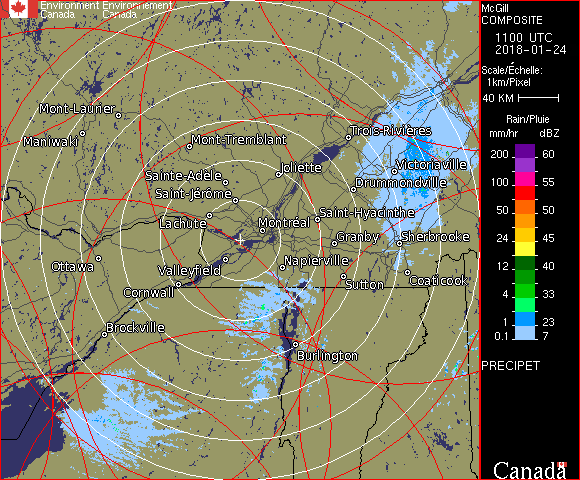 Environment Environnement
Canada Canada
McGill
COMPOSITE
1100 UTC
2018-01-24
Scale/Échelle:
1km/Pixel
40 KM
Rain/Pluie
mm/hr dBZ
200 60
100 55
50 50
24 45
12 40
4 33
1 23
0.1 7
PRECIPET
Canada
Mont-Laurier
Maniwaki
Mont-Tremblant
Trois-Rivières
Sainte-Adèle
Joliette
Victoriaville
Saint-Jérôme
Drummondville
Lachute
Montréal
Saint-Hyacinthe
Granby
Sherbrooke
Ottawa
Valleyfield
Napierville
Cornwall
Sutton
Coaticook
Brockville
Burlington